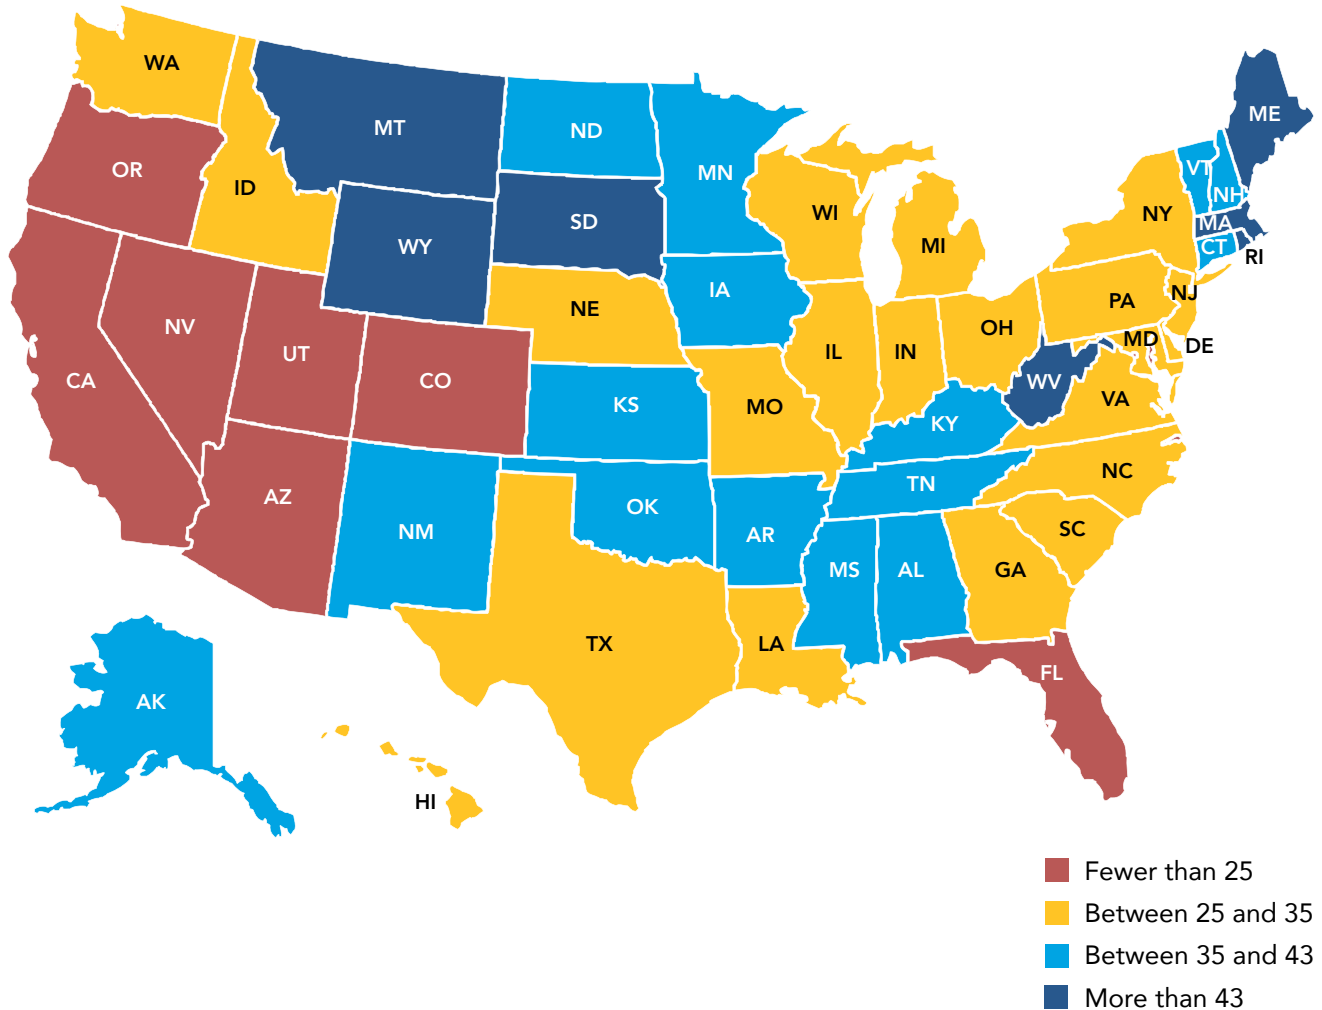 WA
MT
ND
MN
ME
OR
ID
VT
NH
WI
NY
MA
SD
WY
MI
CT
RI
IA
NE
PA
NJ
NV
OH
MD
DE
UT
IL
IN
CA
CO
WV
KS
MO
VA
KY
NC
TN
AZ
OK
SC
NM
AR
MS
AL
GA
TX
LA
FL
AK
HI
Fewer than 25
Between 25 and 35
Between 35 and 43
More than 43